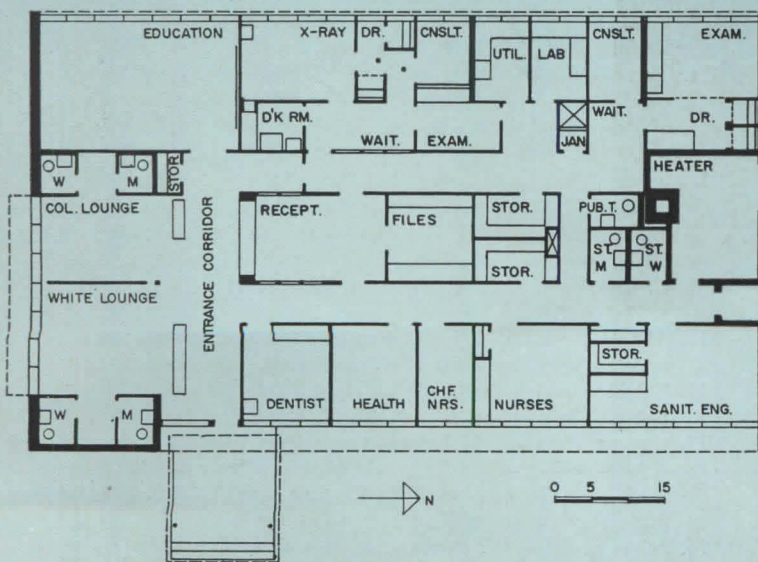 EDUCATION
X-RAY
DR.
CNSLT.
UTIL.
LAB
CNSLT.
EXAM.
D'K RM.
WAIT.
EXAM.
JAN
WAIT.
DR.
W
M
STOR.
HEATER
COL. LOUNGE
ENTRANCE CORRIDOR
RECEPT.
FILES
STOR.
PUB. T.
WHITE LOUNGE
STOR.
ST.
M
ST.
W
W
M
DENTIST
HEALTH
CHF.
NRS.
NURSES
STOR.
SANIT. ENG.
N
0 5 15